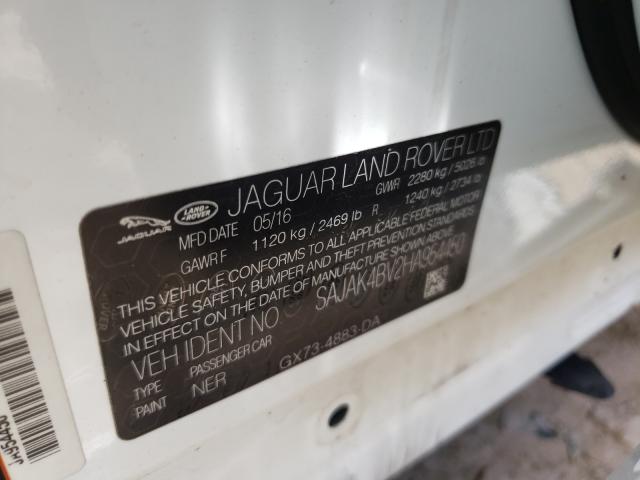 JAGUAR
LAND ROVER
JAGUAR LAND ROVER LTD
MFD DATE 05/16 GVWR 2280 kg / 5026 lb
GAWR F 1120 kg / 2469 lb R 1240 kg / 2734 lb
THIS VEHICLE CONFORMS TO ALL APPLICABLE FEDERAL MOTOR
VEHICLE SAFETY, BUMPER AND THEFT PREVENTION STANDARDS
IN EFFECT ON THE DATE OF MANUFACTURE SHOWN ABOVE.
VEH IDENT NO SAJAK4BV2HA954450
TYPE PASSENGER CAR
PAINT NER GX73-4883-DA